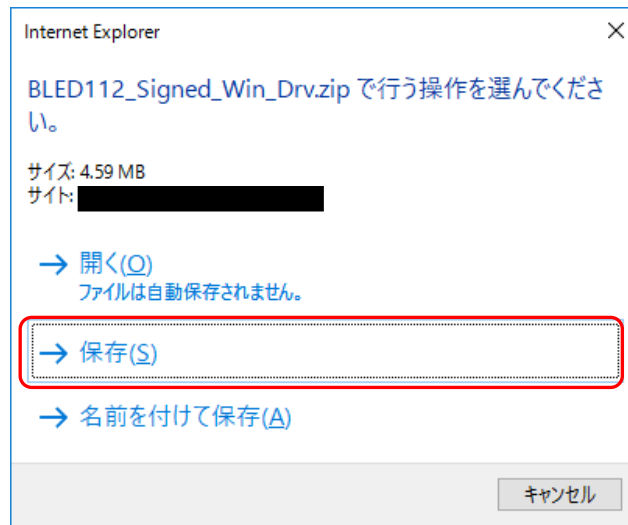 Internet Explorer
BLED112_Signed_Win_Drv.zip で行う操作を選んでくださ
い。
サイズ: 4.59 MB
サイト:
→ 開く(O)
ファイルは自動保存されません。
→ 保存(S)
→ 名前を付けて保存(A)
キャンセル